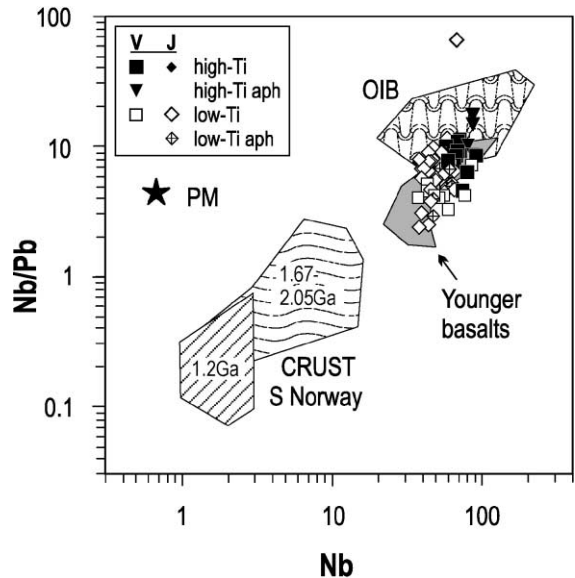 100
10
1
0.1
Nb/Pb
V J
high-Ti
high-Ti aph
low-Ti
low-Ti aph
OIB
PM
1.67-
2.05Ga
1.2Ga
CRUST
S Norway
Younger
basalts
1 10 100
Nb